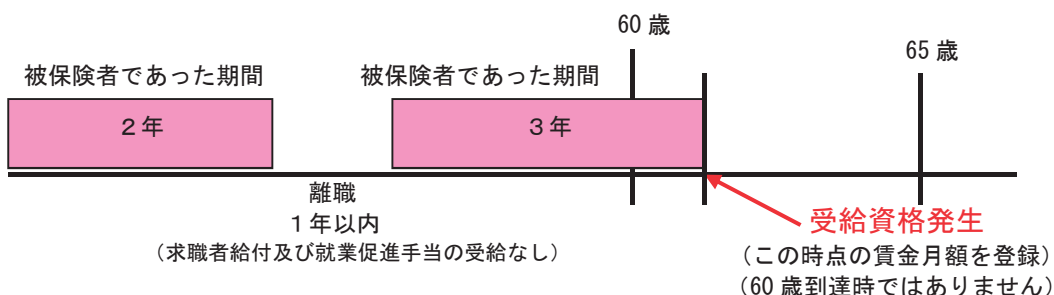 60 歳
65 歳
被保険者であった期間
被保険者であった期間
２年
３年
離職
１年以内
（求職者給付及び就業促進手当の受給なし）
受給資格発生
（この時点の賃金月額を登録）
（60 歳到達時ではありません）